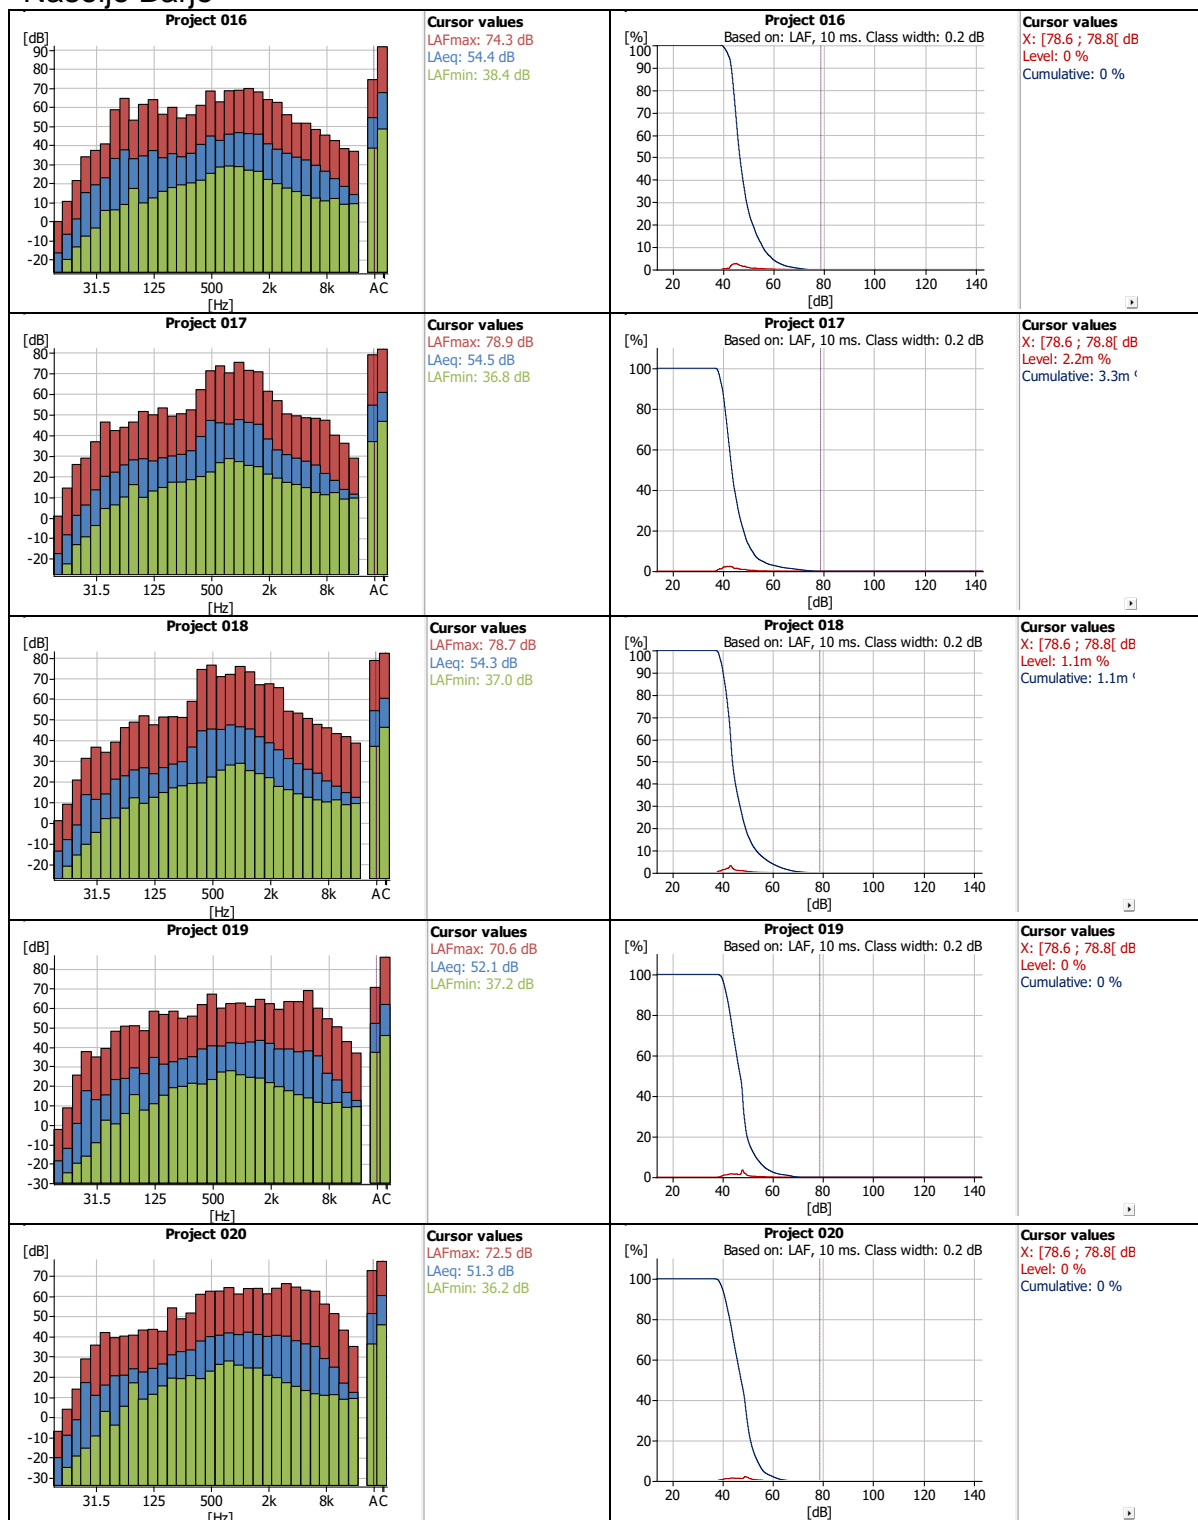 Naselje Barje
Project 016
[dB]
90
80
70
60
50
40
30
20
10
0
-10
-20
31.5 125 500 2k 8k AC
[Hz]
Cursor values
LAFmax: 74.3 dB
LAeq: 54.4 dB
LAFmin: 38.4 dB
Project 016
[%] Based on: LAF, 10 ms. Class width: 0.2 dB
100
90
80
70
60
50
40
30
20
10
0
20 40 60 80 100 120 140
[dB]
Cursor values
X: [78.6 ; 78.8[ dB
Level: 0 %
Cumulative: 0 %
Project 017
[dB]
80
70
60
50
40
30
20
10
0
-10
-20
31.5 125 500 2k 8k AC
[Hz]
Cursor values
LAFmax: 78.9 dB
LAeq: 54.5 dB
LAFmin: 36.8 dB
Project 017
[%] Based on: LAF, 10 ms. Class width: 0.2 dB
100
80
60
40
20
0
20 40 60 80 100 120 140
[dB]
Cursor values
X: [78.6 ; 78.8[ dB
Level: 2.2m %
Cumulative: 3.3m
Project 018
[dB]
80
70
60
50
40
30
20
10
0
-10
-20
31.5 125 500 2k 8k AC
[Hz]
Cursor values
LAFmax: 78.7 dB
LAeq: 54.3 dB
LAFmin: 37.0 dB
Project 018
[%] Based on: LAF, 10 ms. Class width: 0.2 dB
100
90
80
70
60
50
40
30
20
10
0
20 40 60 80 100 120 140
[dB]
Cursor values
X: [78.6 ; 78.8[ dB
Level: 1.1m %
Cumulative: 1.1m
Project 019
[dB]
80
70
60
50
40
30
20
10
0
-10
-20
-30
31.5 125 500 2k 8k AC
[Hz]
Cursor values
LAFmax: 70.6 dB
LAeq: 52.1 dB
LAFmin: 37.2 dB
Project 019
[%] Based on: LAF, 10 ms. Class width: 0.2 dB
100
80
60
40
20
0
20 40 60 80 100 120 140
[dB]
Cursor values
X: [78.6 ; 78.8[ dB
Level: 0 %
Cumulative: 0 %
Project 020
[dB]
70
60
50
40
30
20
10
0
-10
-20
-30
31.5 125 500 2k 8k AC
[Hz]
Cursor values
LAFmax: 72.5 dB
LAeq: 51.3 dB
LAFmin: 36.2 dB
Project 020
[%] Based on: LAF, 10 ms. Class width: 0.2 dB
100
80
60
40
20
0
20 40 60 80 100 120 140
[dB]
Cursor values
X: [78.6 ; 78.8[ dB
Level: 0 %
Cumulative: 0 %